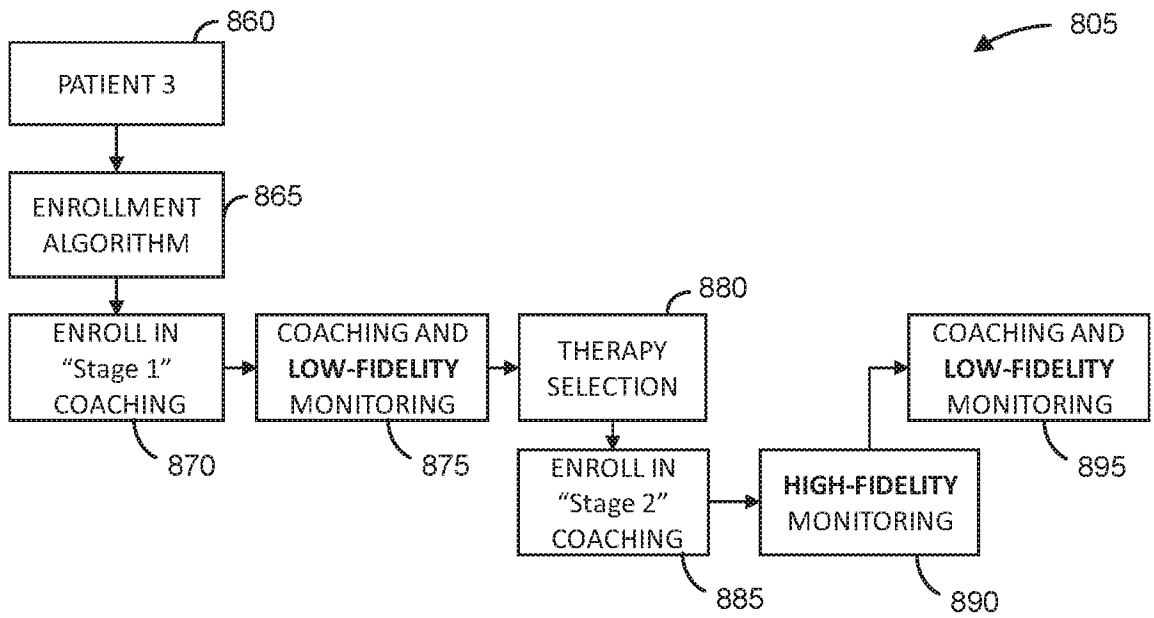 860
805
PATIENT 3
865
ENROLLMENT
ALGORITHM
880
ENROLL IN
“Stage 1”
COACHING
870
COACHING AND
LOW-FIDELITY
MONITORING
875
THERAPY
SELECTION
COACHING AND
LOW-FIDELITY
MONITORING
895
ENROLL IN
“Stage 2”
COACHING
885
HIGH-FIDELITY
MONITORING
890